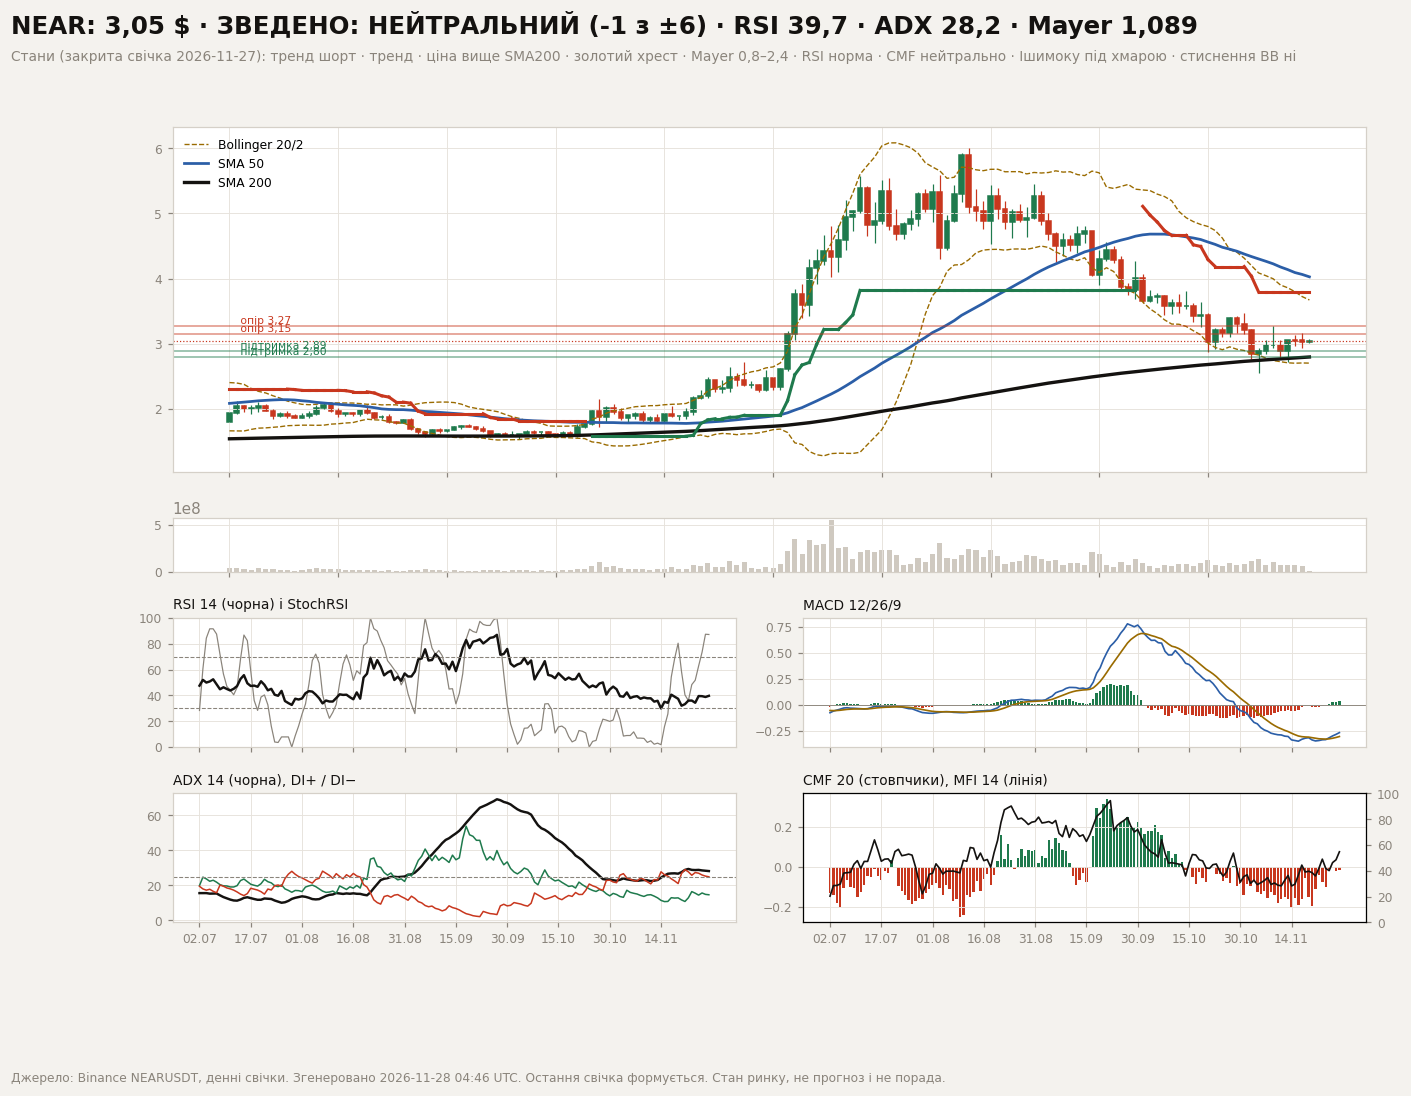 NEAR: 3,05 $ · ЗВЕДЕНО: НЕЙТРАЛЬНИЙ (-1 з ±6) · RSI 39,7 · ADX 28,2 · Mayer 1,089
Стани (закрита свічка 2026-11-27): тренд шорт · тренд · ціна вище SMA200 · золотий хрест · Mayer 0,8–2,4 · RSI норма · CMF нейтрально · Ішимоку під хмарою · стиснення BB ні
Bollinger 20/2
SMA 50
SMA 200
6
5
4
3
2
опір 3,27
опір 3,15
підтримка 2,89
підтримка 2,80
1e8
5
0
RSI 14 (чорна) і StochRSI
100
80
60
40
20
0
MACD 12/26/9
0.75
0.50
0.25
0.00
−0.25
ADX 14 (чорна), DI+ / DI−
60
40
20
0
02.07 17.07 01.08 16.08 31.08 15.09 30.09 15.10 30.10 14.11
CMF 20 (стовпчики), MFI 14 (лінія)
0.2
0.0
−0.2
100
80
60
40
20
0
02.07 17.07 01.08 16.08 31.08 15.09 30.09 15.10 30.10 14.11
Джерело: Binance NEARUSDT, денні свічки. Згенеровано 2026-11-28 04:46 UTC. Остання свічка формується. Стан ринку, не прогноз і не порада.